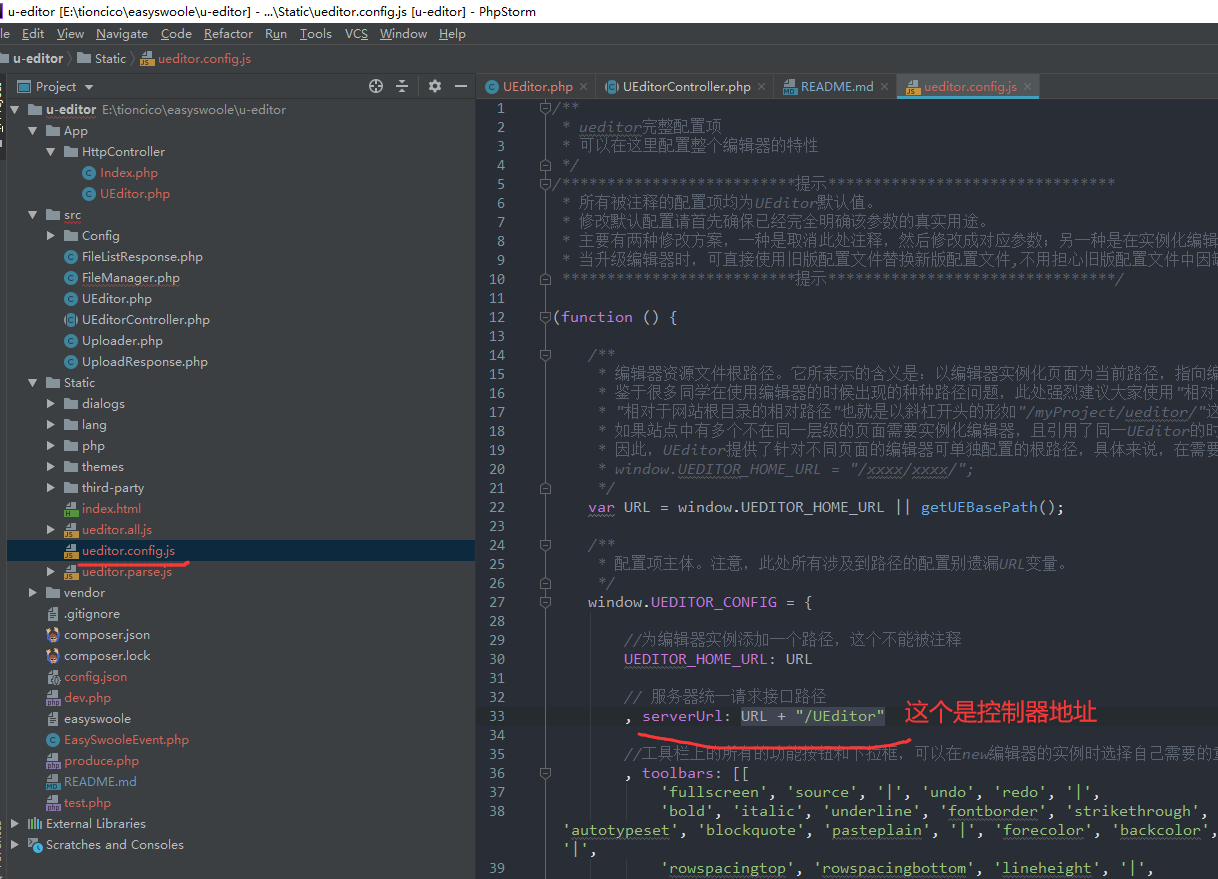 u-editor [E:\tioncico\easyswoole\u-editor] - ...\Static\ueditor.config.js [u-editor] - PhpStorm
le Edit View Navigate Code Refactor Run Tools VCS Window Help
u-editor Static ueditor.config.js
Project
u-editor E:\tioncico\easyswoole\u-editor
App
HttpController
Index.php
UEditor.php
src
Config
FileListResponse.php
FileManager.php
UEditor.php
UEditorController.php
Uploader.php
UploadResponse.php
Static
dialogs
lang
php
themes
third-party
index.html
ueditor.all.js
ueditor.config.js
ueditor.parse.js
vendor
.gitignore
composer.json
composer.lock
config.json
dev.php
easyswoole
EasySwooleEvent.php
produce.php
README.md
test.php
External Libraries
Scratches and Consoles
UEditor.php UEditorController.php README.md ueditor.config.js
1 /**
2 * ueditor完整配置项
3 * 可以在这里配置整个编辑器的特性
4 */
5 /**************************提示********************************
6 * 所有被注释的配置项均为UEditor默认值。
7 * 修改默认配置请首先确保已经完全明确该参数的真实用途。
8 * 主要有两种修改方案，一种是取消此处注释，然后修改成对应参数；另一种是在实例化编辑
9 * 当升级编辑器时，可直接使用旧版配置文件替换新版配置文件,不用担心旧版配置文件中因缺
10 **************************提示********************************/
11
12 (function () {
13
14 /**
15 * 编辑器资源文件根路径。它所表示的含义是：以编辑器实例化页面为当前路径，指向编
16 * 鉴于很多同学在使用编辑器的时候出现的种种路径问题，此处强烈建议大家使用"相对
17 * "相对于网站根目录的相对路径"也就是以斜杠开头的形如"/myProject/ueditor/"这
18 * 如果站点中有多个不在同一层级的页面需要实例化编辑器，且引用了同一UEditor的时
19 * 因此，UEditor提供了针对不同页面的编辑器可单独配置的根路径，具体来说，在需要
20 * window.UEDITOR_HOME_URL = "/xxxx/xxxx/";
21 */
22 var URL = window.UEDITOR_HOME_URL || getUEBasePath();
23
24 /**
25 * 配置项主体。注意，此处所有涉及到路径的配置别遗漏URL变量。
26 */
27 window.UEDITOR_CONFIG = {
28
29 //为编辑器实例添加一个路径，这个不能被注释
30 UEDITOR_HOME_URL: URL
31
32 // 服务器统一请求接口路径
33 , serverUrl: URL + "/UEditor" 这个是控制器地址
34
35 //工具栏上的所有的功能按钮和下拉框，可以在new编辑器的实例时选择自己需要的重
36 , toolbars: [[
37 'fullscreen', 'source', '|', 'undo', 'redo', '|',
38 'bold', 'italic', 'underline', 'fontborder', 'strikethrough',
'autotypeset', 'blockquote', 'pasteplain', '|', 'forecolor', 'backcolor',
'|',
39 'rowspacingtop', 'rowspacingbottom', 'lineheight', '|',